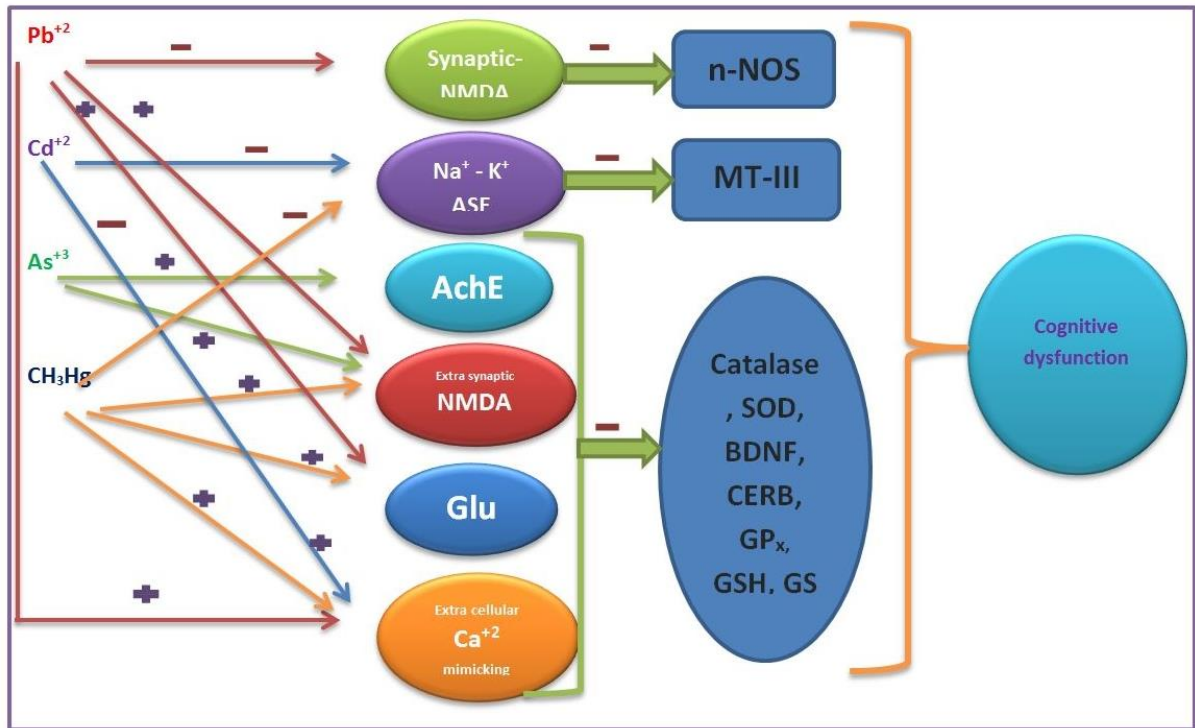 Pb+2
Cd+2
As+3
CH3Hg
Synaptic-
NMDA
Na+ - K+
ASE
AchE
Extra synaptic
NMDA
Glu
Extra cellular
Ca+2
mimicking
n-NOS
MT-III
Catalase
, SOD,
BDNF,
CERB,
GPx,
GSH, GS
Cognitive
dysfunction